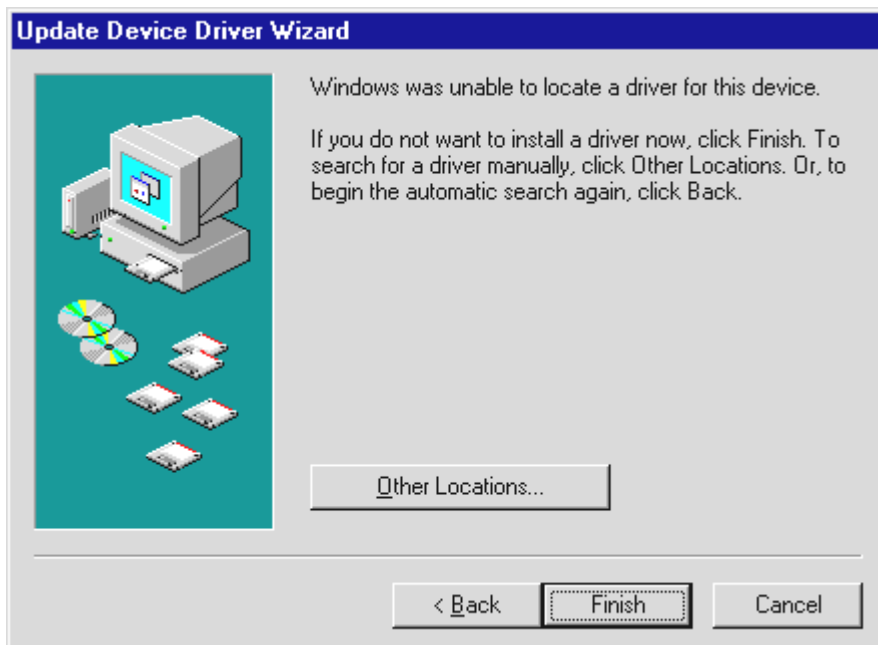 Update Device Driver Wizard
Windows was unable to locate a driver for this device.
If you do not want to install a driver now, click Finish. To
search for a driver manually, click Other Locations. Or, to
begin the automatic search again, click Back.
Other Locations...
< Back
Finish
Cancel